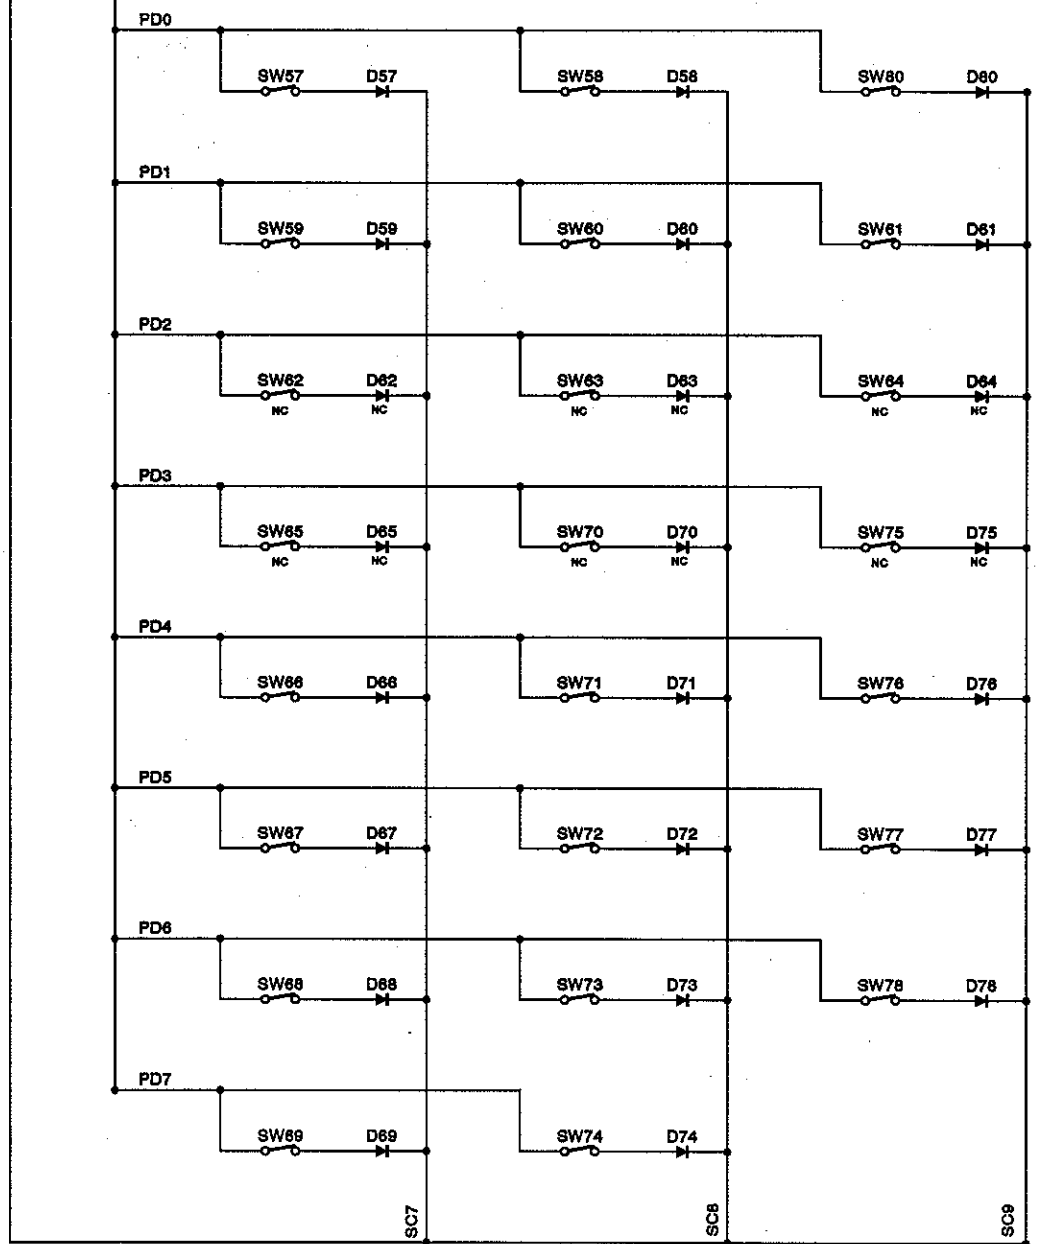 PD0
SW57 D57 SW58 D58 SW80 D80
PD1
SW59 D59 SW60 D60 SW61 D61
PD2
SW62 D62 SW63 D63 SW64 D64
NC NC NC NC NC NC
PD3
SW65 D65 SW70 D70 SW75 D75
NC NC NC NC NC NC
PD4
SW66 D66 SW71 D71 SW76 D76
PD5
SW67 D67 SW72 D72 SW77 D77
PD6
SW68 D68 SW73 D73 SW78 D78
PD7
SW69 D69 SW74 D74
SC7 SC8 SC9